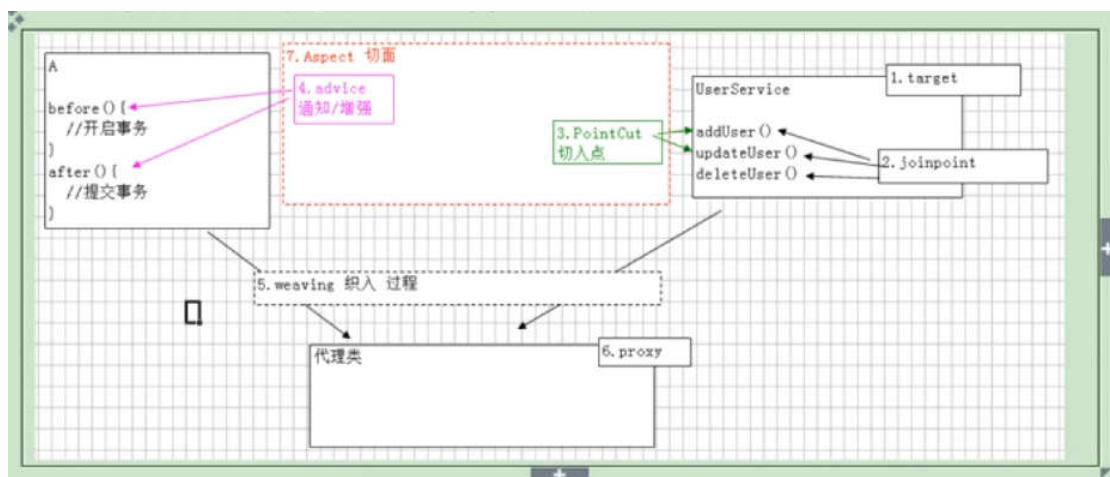 A
before(){
//开启事务
}
after(){
//提交事务
}
7.Aspect 切面
4.advice
通知/增强
3.PointCut
切入点
1.target
UserService
addUser()
updateUser()
deleteUser()
2.joinpoint
5.weaving 织入 过程
代理类
6.proxy